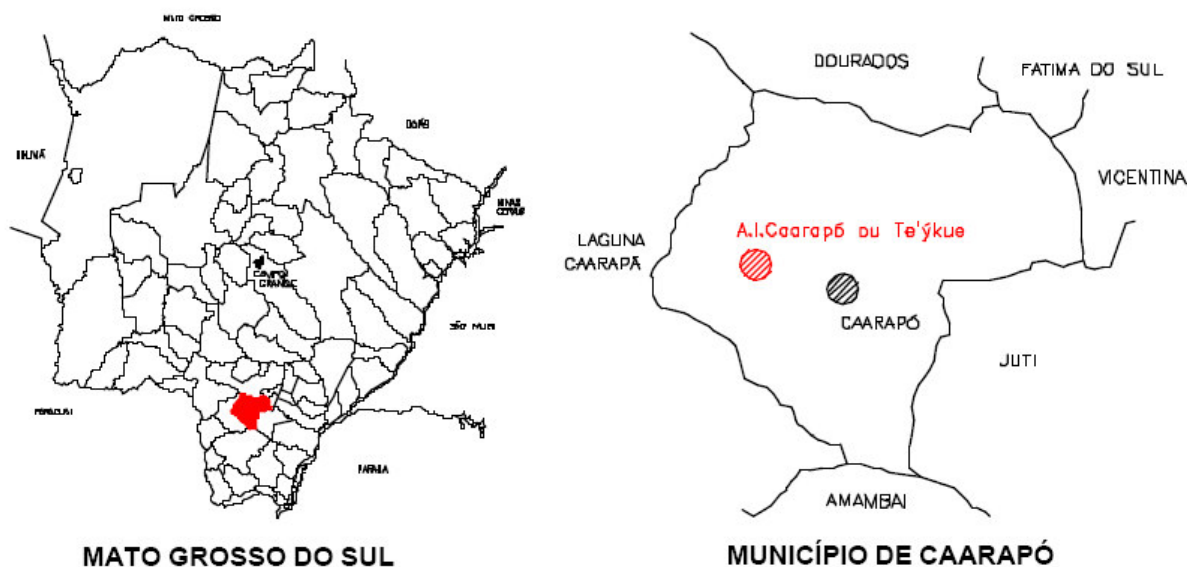 MATO GROSSO
GOIÁS
MINAS
GERAIS
CAMPO
GRANDE
SÃO PAULO
PARAGUAI
PARANÁ
MATO GROSSO DO SUL
DOURADOS
FATIMA DO SUL
VICENTINA
LAGUNA
CAARAPÃ
A.I.Caarapó ou Te'ýkue
CAARAPÓ
JUTI
AMAMBAI
MUNICÍPIO DE CAARAPÓ